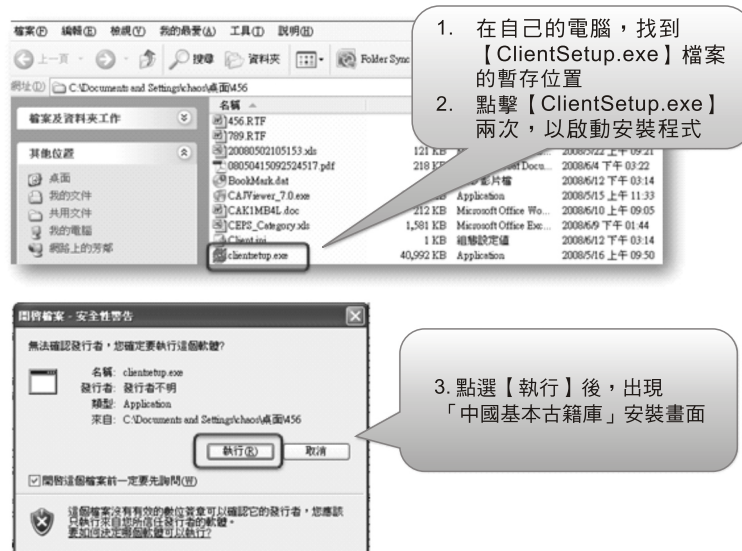 檔案(F) 編輯(E) 檢視(V) 我的最愛(A) 工具(T) 說明(H)
上一頁 搜尋 資料夾 Folder Sync
網址(D) C:\Documents and Settings\chaos\桌面\456
檔案及資料夾工作
其他位置
桌面
我的文件
共用文件
我的電腦
網路上的芳鄰
名稱
456.RTF
789.RTF
20080502105153.xls 121 KB 2008/5/22 上午 09:21
08050415092524517.pdf 218 KB Docu... 2008/6/4 下午 03:22
BookMark.dat 影片檔 2008/6/12 下午 03:14
CAJViewer_7.0.exe Application 2008/5/15 上午 11:33
CAK1MB4L.doc 212 KB Microsoft Office Wo... 2008/6/10 上午 09:05
CEPS_Category.xls 1,581 KB Microsoft Office Exc... 2008/6/9 下午 01:44
Client.ini 1 KB 組態設定值 2008/6/12 下午 03:14
clientsetup.exe 40,992 KB Application 2008/5/16 上午 09:50
1. 在自己的電腦,找到
【ClientSetup.exe】檔案
的暫存位置
2. 點擊【ClientSetup.exe】
兩次,以啟動安裝程式
開啟檔案 - 安全性警告
無法確認發行者,您確定要執行這個軟體?
名稱: clientsetup.exe
發行者: 發行者不明
類型: Application
來自: C:\Documents and Settings\chaos\桌面\456
執行(R) 取消
開啟這個檔案前一定要先詢問(W)
這個檔案沒有有效的數位簽章可以確認它的發行者,您應該
只執行來自您所信任發行者的軟體。
要如何決定哪個軟體可以執行?
3. 點選【執行】後,出現
「中國基本古籍庫」安裝畫面